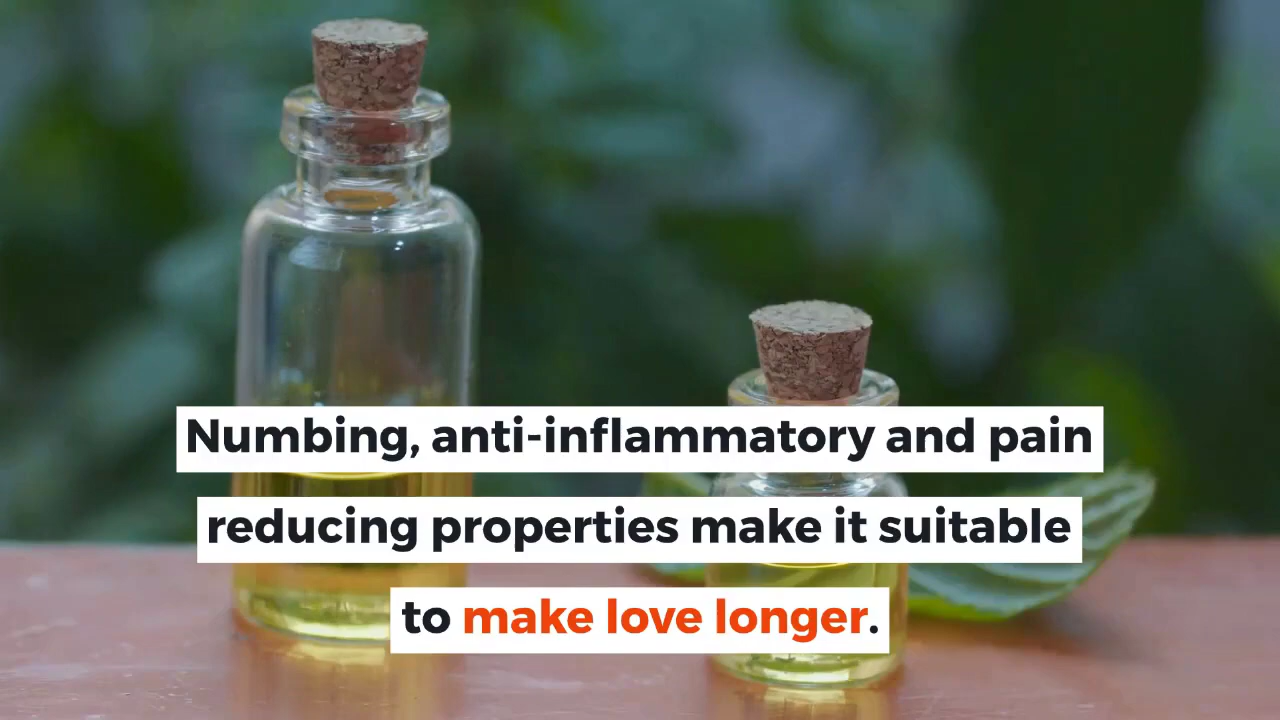 Numbing, anti-inflammatory and pain
reducing properties make it suitable
to make love longer.